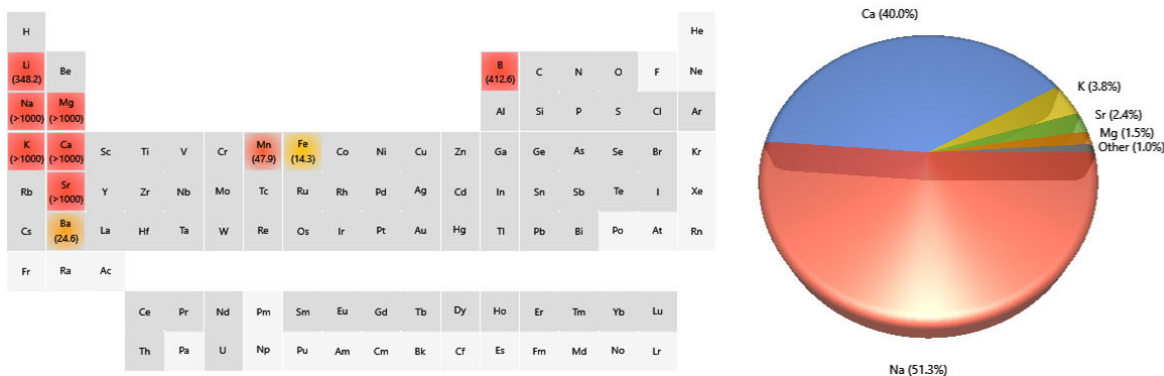 H He
Li Be B C N O F Ne
(348.2) (412.6)
Na Mg Al Si P S Cl Ar
(>1000) (>1000)
K Ca Sc Ti V Cr Mn Fe Co Ni Cu Zn Ga Ge As Se Br Kr
(>1000) (>1000) (47.9) (14.3)
Rb Sr Y Zr Nb Mo Tc Ru Rh Pd Ag Cd In Sn Sb Te I Xe
(>1000)
Cs Ba La Hf Ta W Re Os Ir Pt Au Hg Tl Pb Bi Po At Rn
(24.6)
Fr Ra Ac
Ce Pr Nd Pm Sm Eu Gd Tb Dy Ho Er Tm Yb Lu
Th Pa U Np Pu Am Cm Bk Cf Es Fm Md No Lr
Ca (40.0%)
K (3.8%)
Sr (2.4%)
Mg (1.5%)
Other (1.0%)
Na (51.3%)